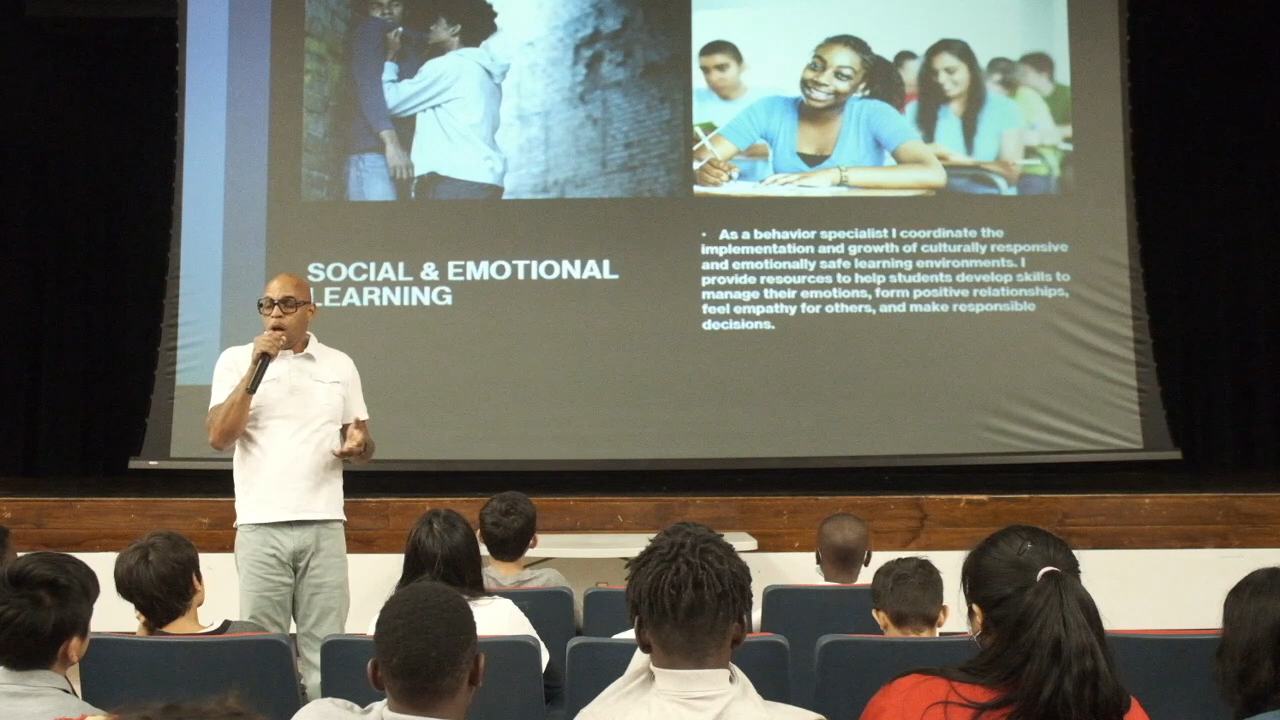 SOCIAL & EMOTIONAL
LEARNING
• As a behavior specialist I coordinate the
implementation and growth of culturally responsive
and emotionally safe learning environments. I
provide resources to help students develop skills to
manage their emotions, form positive relationships,
feel empathy for others, and make responsible
decisions.